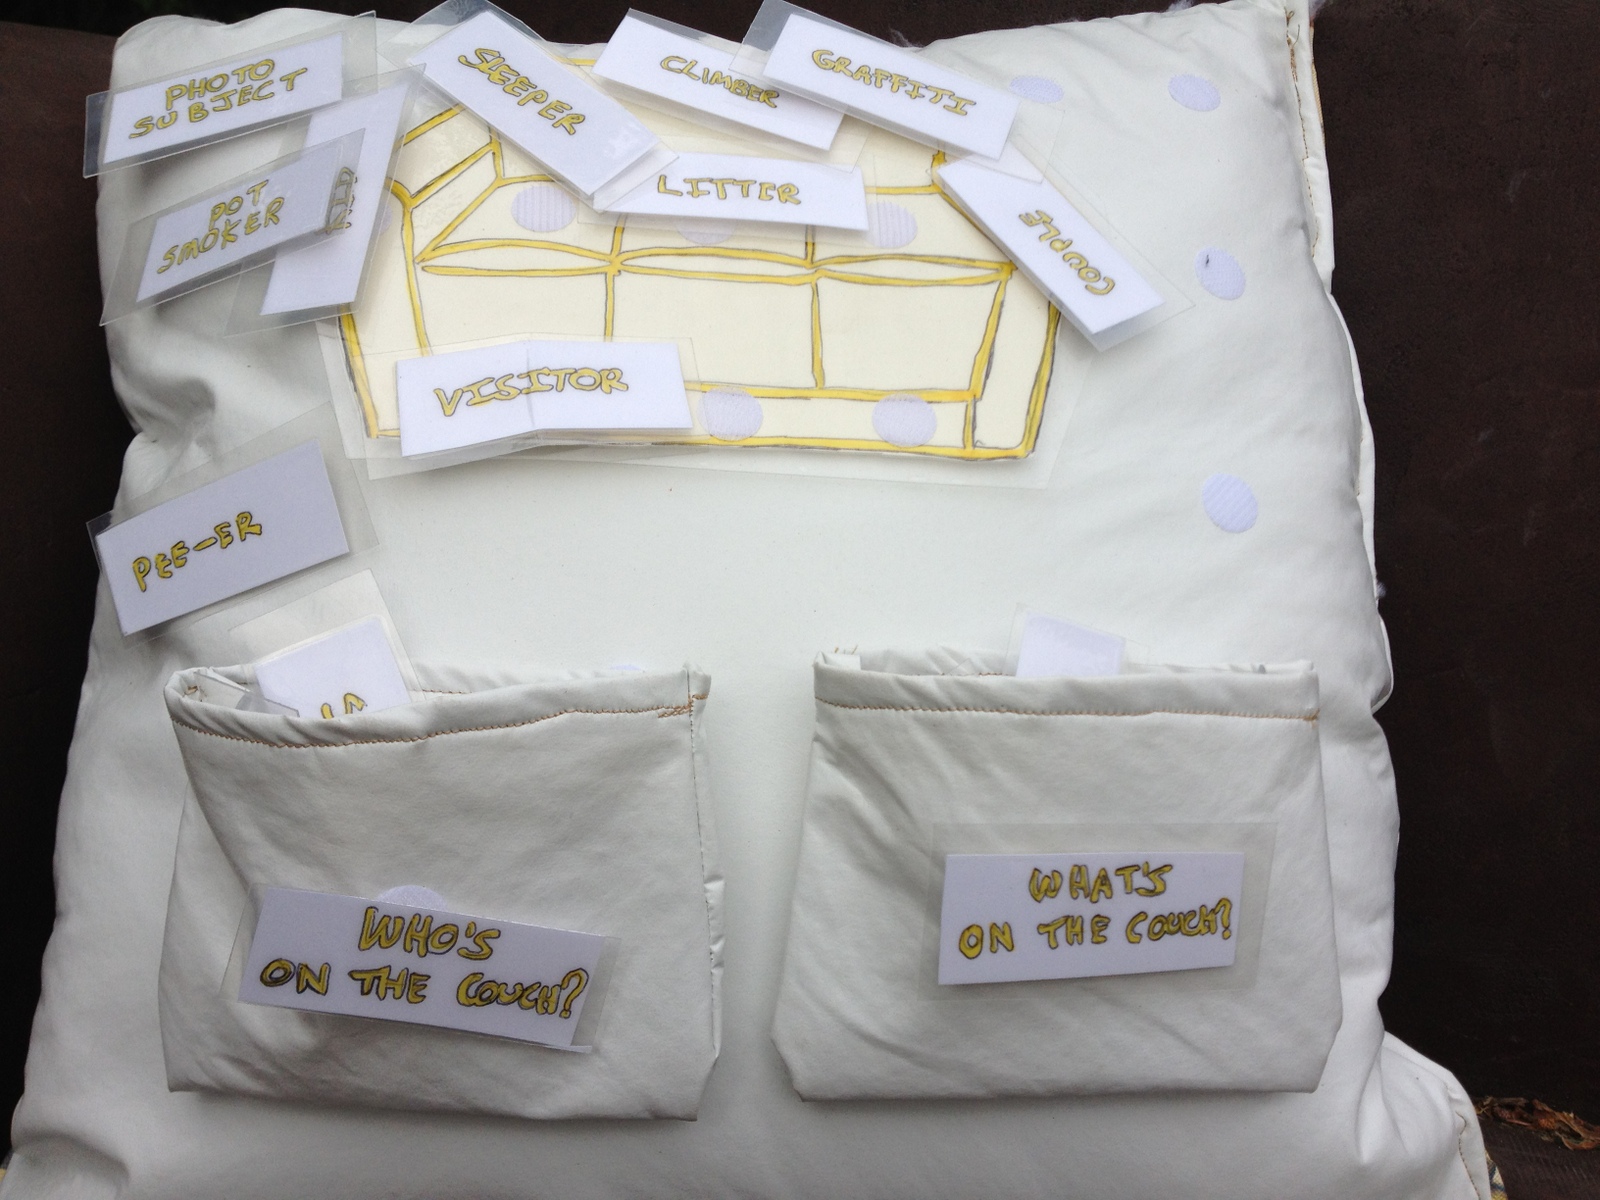 PHOTO
SUBJECT
SLEEPER
CLIMBER
GRAFFITI
POT
SMOKER
LITTER
COUPLE
VISITOR
PEE-ER
WHO'S
ON THE COUCH?
WHAT'S
ON THE COUCH?